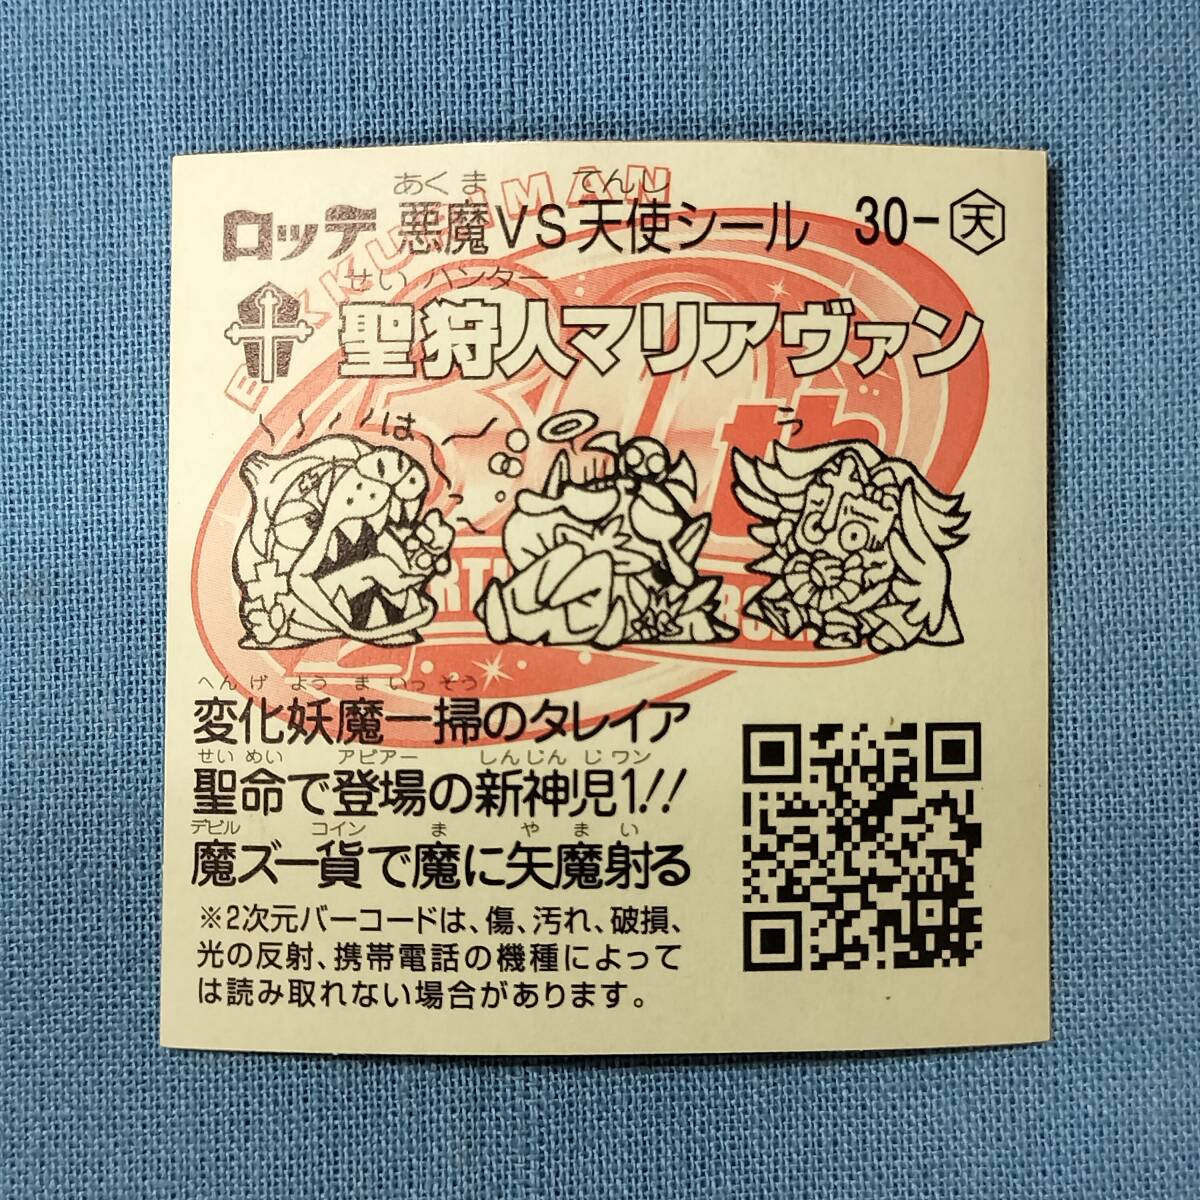 BIKKURIMAN
あくま てんし
ロッテ 悪魔VS天使シール 30-天
せいハンター
聖狩人マリアヴァン
は う
へんげようまいっそう
変化妖魔一掃のタレイア
せいめい アピアー しんじんじワン
聖命で登場の新神児1!!
デビル コイン ま やまい
魔ズー貨で魔に矢魔射る
※2次元バーコードは、傷、汚れ、破損、
光の反射、携帯電話の機種によって
は読み取れない場合があります。